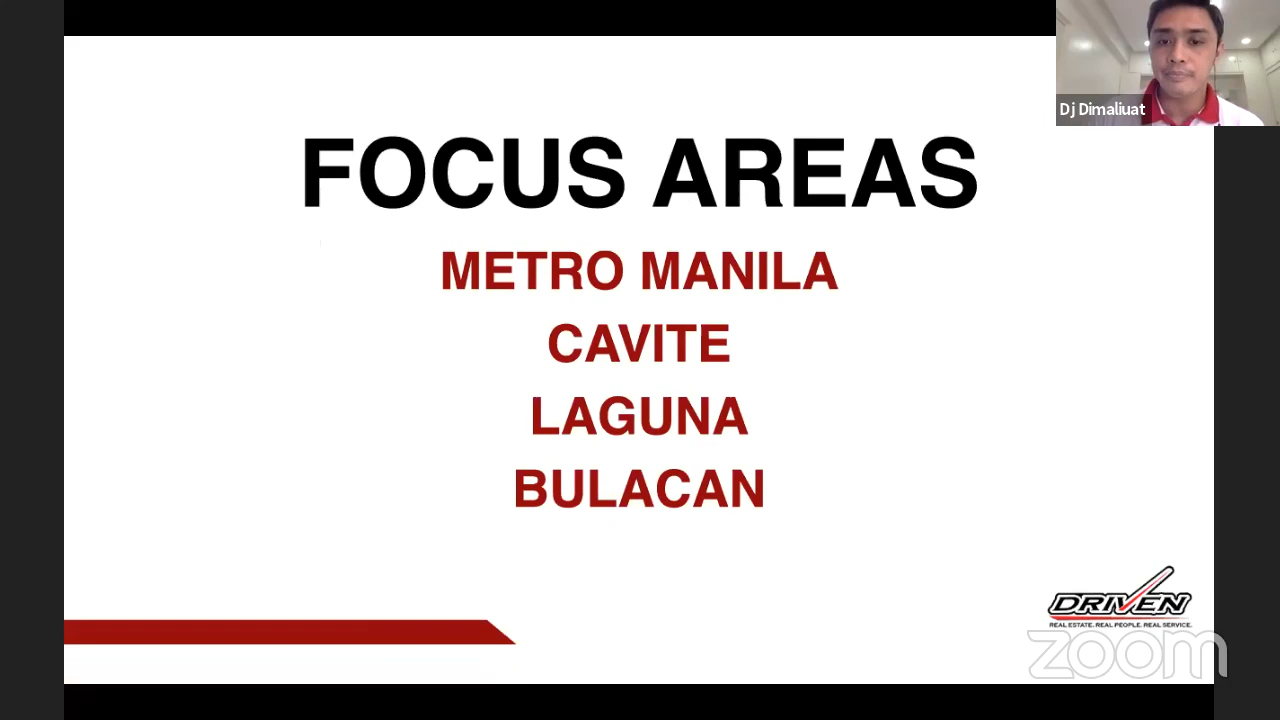 Dj Dimaliuat
FOCUS AREAS
METRO MANILA
CAVITE
LAGUNA
BULACAN
DRIVEN
REAL ESTATE. REAL PEOPLE. REAL SERVICE.
zoom